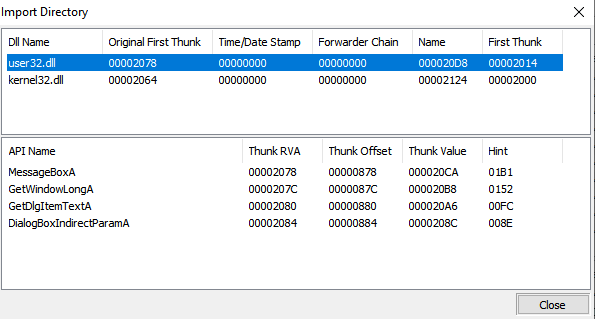 Import Directory
Dll Name Original First Thunk Time/Date Stamp Forwarder Chain Name First Thunk
user32.dll 00002078 00000000 00000000 000020D8 00002014
kernel32.dll 00002064 00000000 00000000 00002124 00002000
API Name Thunk RVA Thunk Offset Thunk Value Hint
MessageBoxA 00002078 00000878 000020CA 01B1
GetWindowLongA 0000207C 0000087C 000020B8 0152
GetDlgItemTextA 00002080 00000880 000020A6 00FC
DialogBoxIndirectParamA 00002084 00000884 0000208C 008E
Close